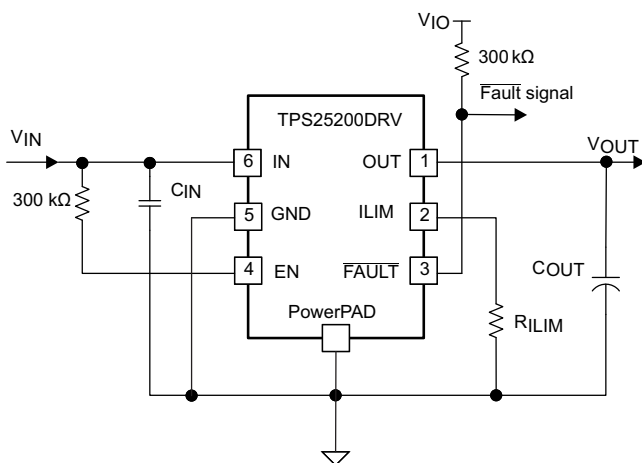 VIO
300 kΩ
Fault signal
TPS25200DRV
VIN
VOUT
6 IN OUT 1
300 kΩ
CIN
5 GND ILIM 2
4 EN FAULT 3
COUT
PowerPAD
RILIM